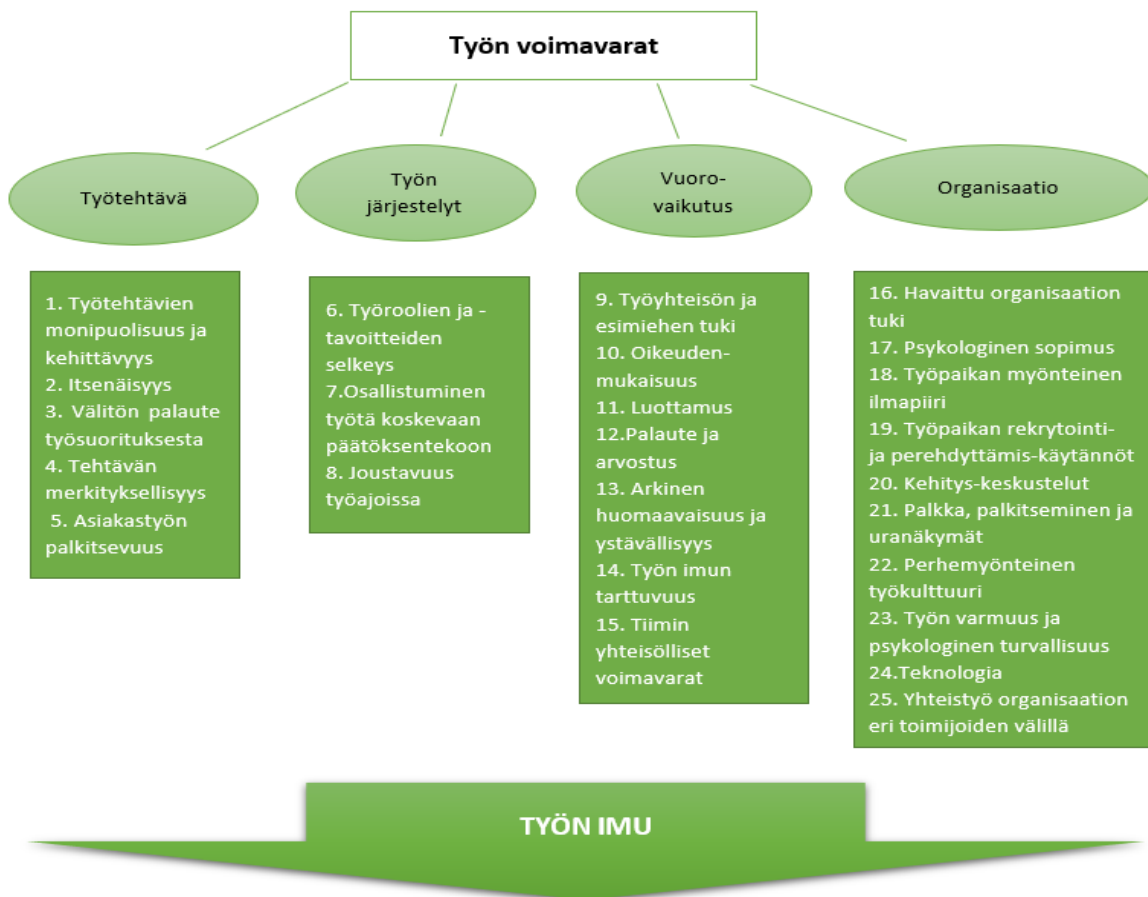 Työn voimavarat
Työtehtävä
Työn
järjestelyt
Vuoro-
vaikutus
Organisaatio
1. Työtehtävien
monipuolisuus ja
kehittävyys
2. Itsenäisyys
3. Välitön palaute
työsuorituksesta
4. Tehtävän
merkityksellisyys
5. Asiakastyön
palkitsevuus
6. Työroolien ja -
tavoitteiden
selkeys
7.Osallistuminen
työtä koskevaan
päätöksentekoon
8. Joustavuus
työajoissa
9. Työyhteisön ja
esimiehen tuki
10. Oikeuden-
mukaisuus
11. Luottamus
12.Palaute ja
arvostus
13. Arkinen
huomaavaisuus ja
ystävällisyys
14. Työn imun
tarttuvuus
15. Tiimin
yhteisölliset
voimavarat
16. Havaittu organisaation
tuki
17. Psykologinen sopimus
18. Työpaikan myönteinen
ilmapiiri
19. Työpaikan rekrytointi-
ja perehdyttämis-käytännöt
20. Kehitys-keskustelut
21. Palkka, palkitseminen ja
uranäkymät
22. Perhemyönteinen
työkulttuuri
23. Työn varmuus ja
psykologinen turvallisuus
24.Teknologia
25. Yhteistyö organisaation
eri toimijoiden välillä
TYÖN IMU